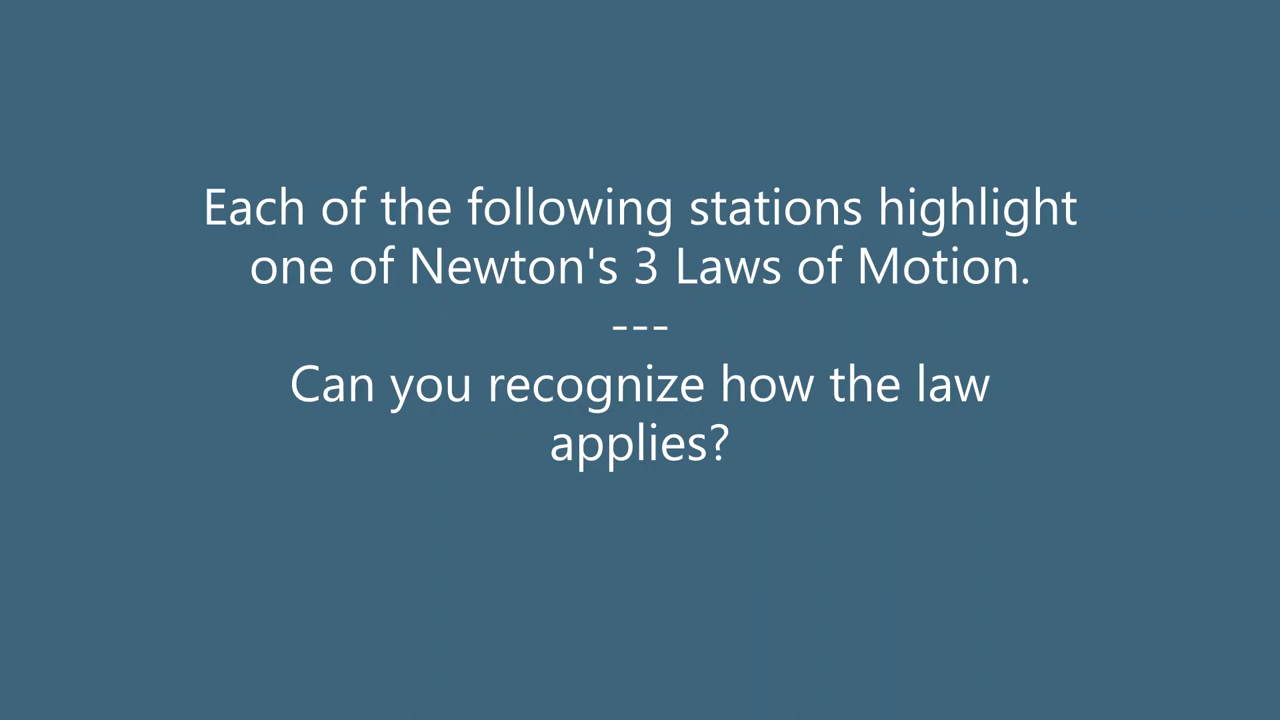 Each of the following stations highlight
one of Newton's 3 Laws of Motion.
---
Can you recognize how the law
applies?